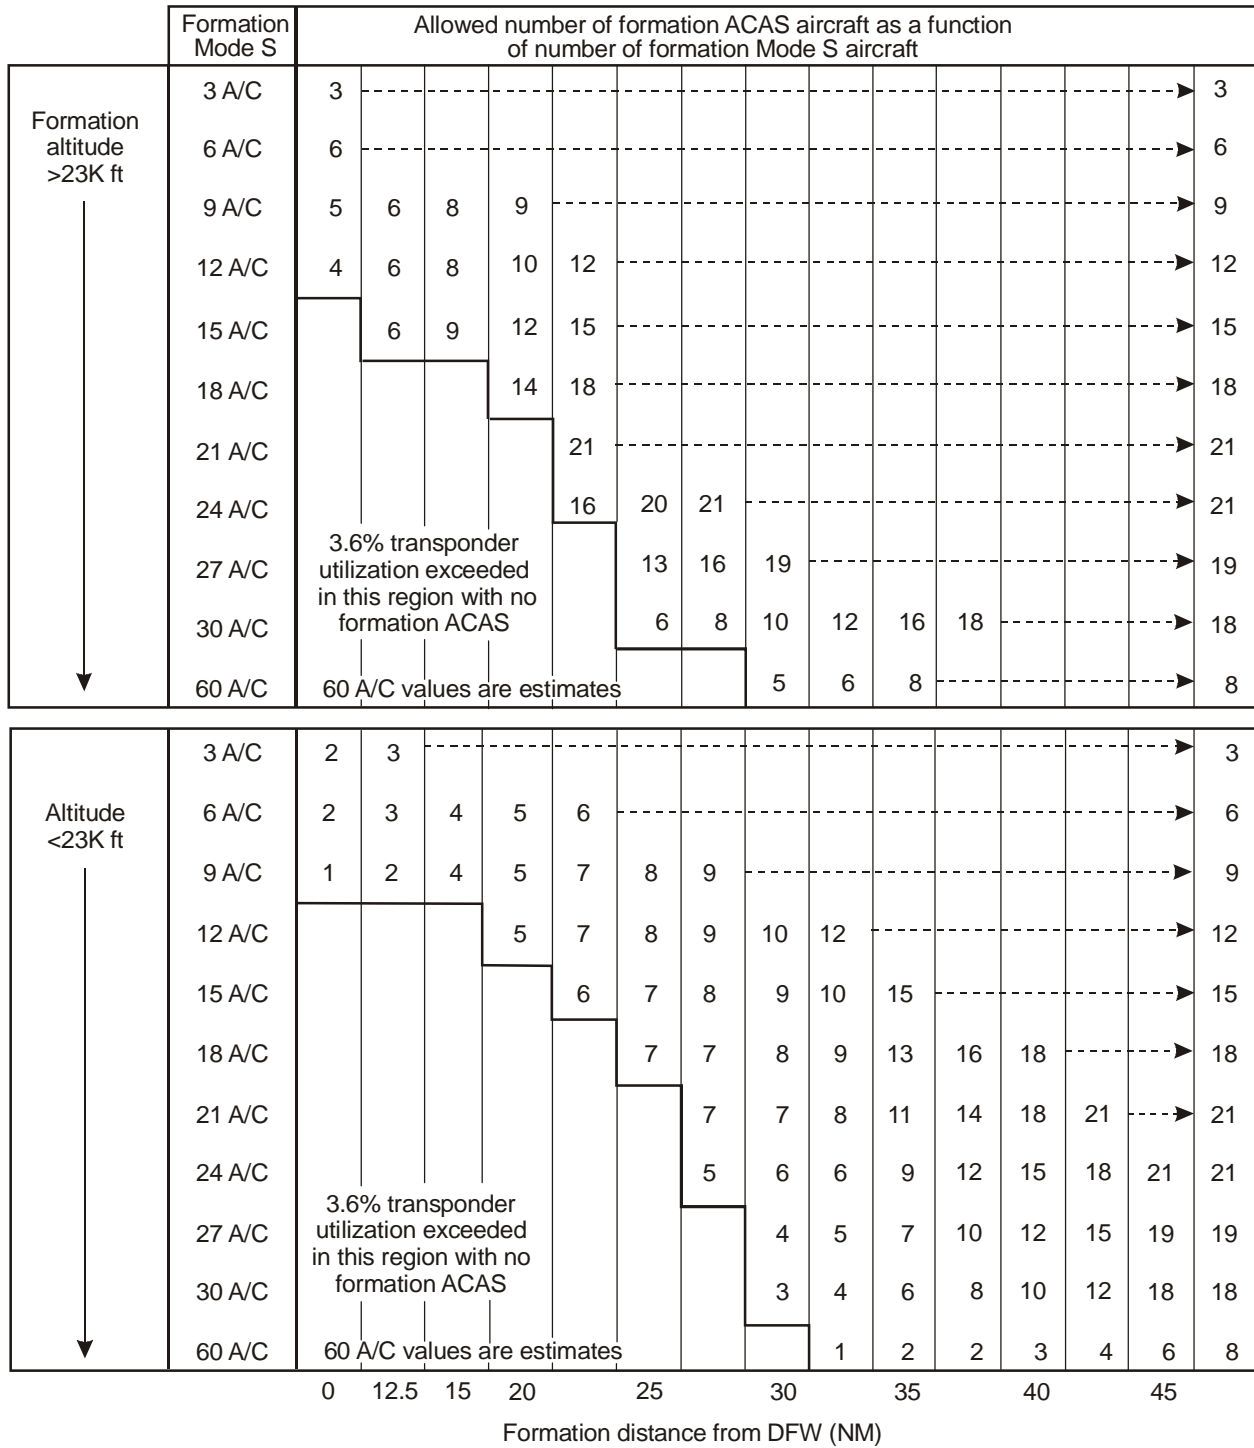 Formation Mode S
Allowed number of formation ACAS aircraft as a function
of number of formation Mode S aircraft
Formation
altitude
>23K ft
3 A/C 3 3
6 A/C 6 6
9 A/C 5 6 8 9 9
12 A/C 4 6 8 10 12 12
15 A/C 6 9 12 15 15
18 A/C 14 18 18
21 A/C 21 21
24 A/C 16 20 21 21
27 A/C 13 16 19 19
30 A/C 6 8 10 12 16 18 18
3.6% transponder
utilization exceeded
in this region with no
formation ACAS
60 A/C 60 A/C values are estimates 5 6 8 8
Altitude
<23K ft
3 A/C 2 3 3
6 A/C 2 3 4 5 6 6
9 A/C 1 2 4 5 7 8 9 9
12 A/C 5 7 8 9 10 12 12
15 A/C 6 7 8 9 10 15 15
18 A/C 7 7 8 9 13 16 18 18
21 A/C 7 7 8 11 14 18 21 21
24 A/C 5 6 6 9 12 15 18 21 21
27 A/C 4 5 7 10 12 15 19 19
30 A/C 3 4 6 8 10 12 18 18
3.6% transponder
utilization exceeded
in this region with no
formation ACAS
60 A/C 60 A/C values are estimates 1 2 2 3 4 6 8
0 12.5 15 20 25 30 35 40 45
Formation distance from DFW (NM)